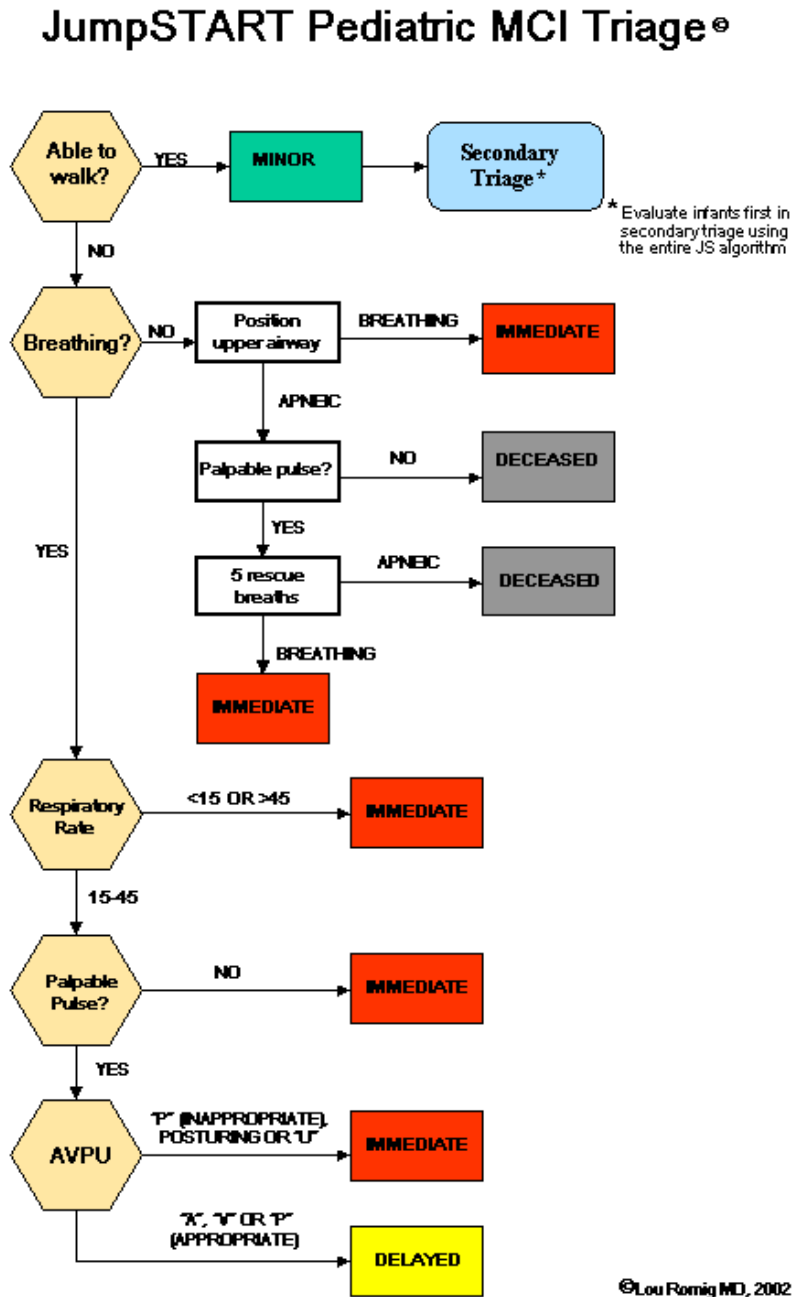 JumpSTART Pediatric MCI Triage©
Able to
walk?
YES
MINOR
Secondary
Triage*
* Evaluate infants first in
secondary triage using
the entire JS algorithm
NO
Breathing?
NO
Position
upper airway
BREATHING
IMMEDIATE
APNEIC
Palpable pulse?
NO
DECEASED
YES
5 rescue
breaths
APNEIC
DECEASED
BREATHING
IMMEDIATE
YES
Respiratory
Rate
<15 OR >45
IMMEDIATE
15-45
Palpable
Pulse?
NO
IMMEDIATE
YES
AVPU
"P" (INAPPROPRIATE),
POSTURING OR "U"
IMMEDIATE
"A", "V" OR "P"
(APPROPRIATE)
DELAYED
©Lou Romig MD, 2002